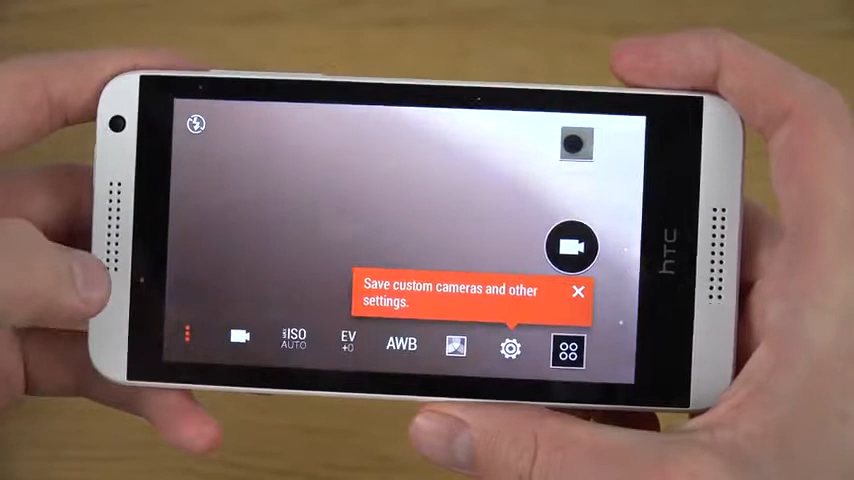 Save custom cameras and other
settings.
ISO
AUTO
EV
+0
AWB
hTC